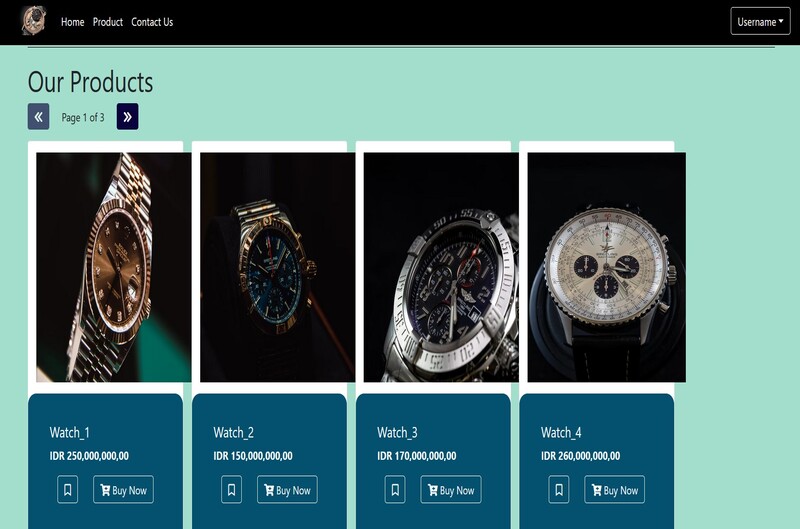 Home Product Contact Us Username
Our Products
Page 1 of 3
Watch_1
IDR 250,000,000,00
Buy Now
Watch_2
IDR 150,000,000,00
Buy Now
Watch_3
IDR 170,000,000,00
Buy Now
Watch_4
IDR 260,000,000,00
Buy Now